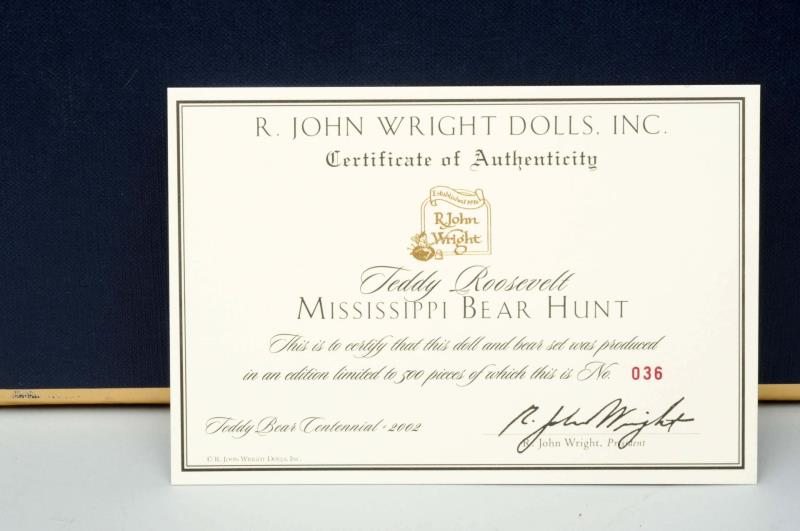 R. JOHN WRIGHT DOLLS, INC.
Certificate of Authenticity
Established 1976
R. John
Wright
Teddy Roosevelt
MISSISSIPPI BEAR HUNT
This is to certify that this doll and bear set was produced
in an edition limited to 500 pieces of which this is No. 036
Teddy Bear Centennial · 2002
R. John Wright
R. John Wright, President
© R. JOHN WRIGHT DOLLS, INC.